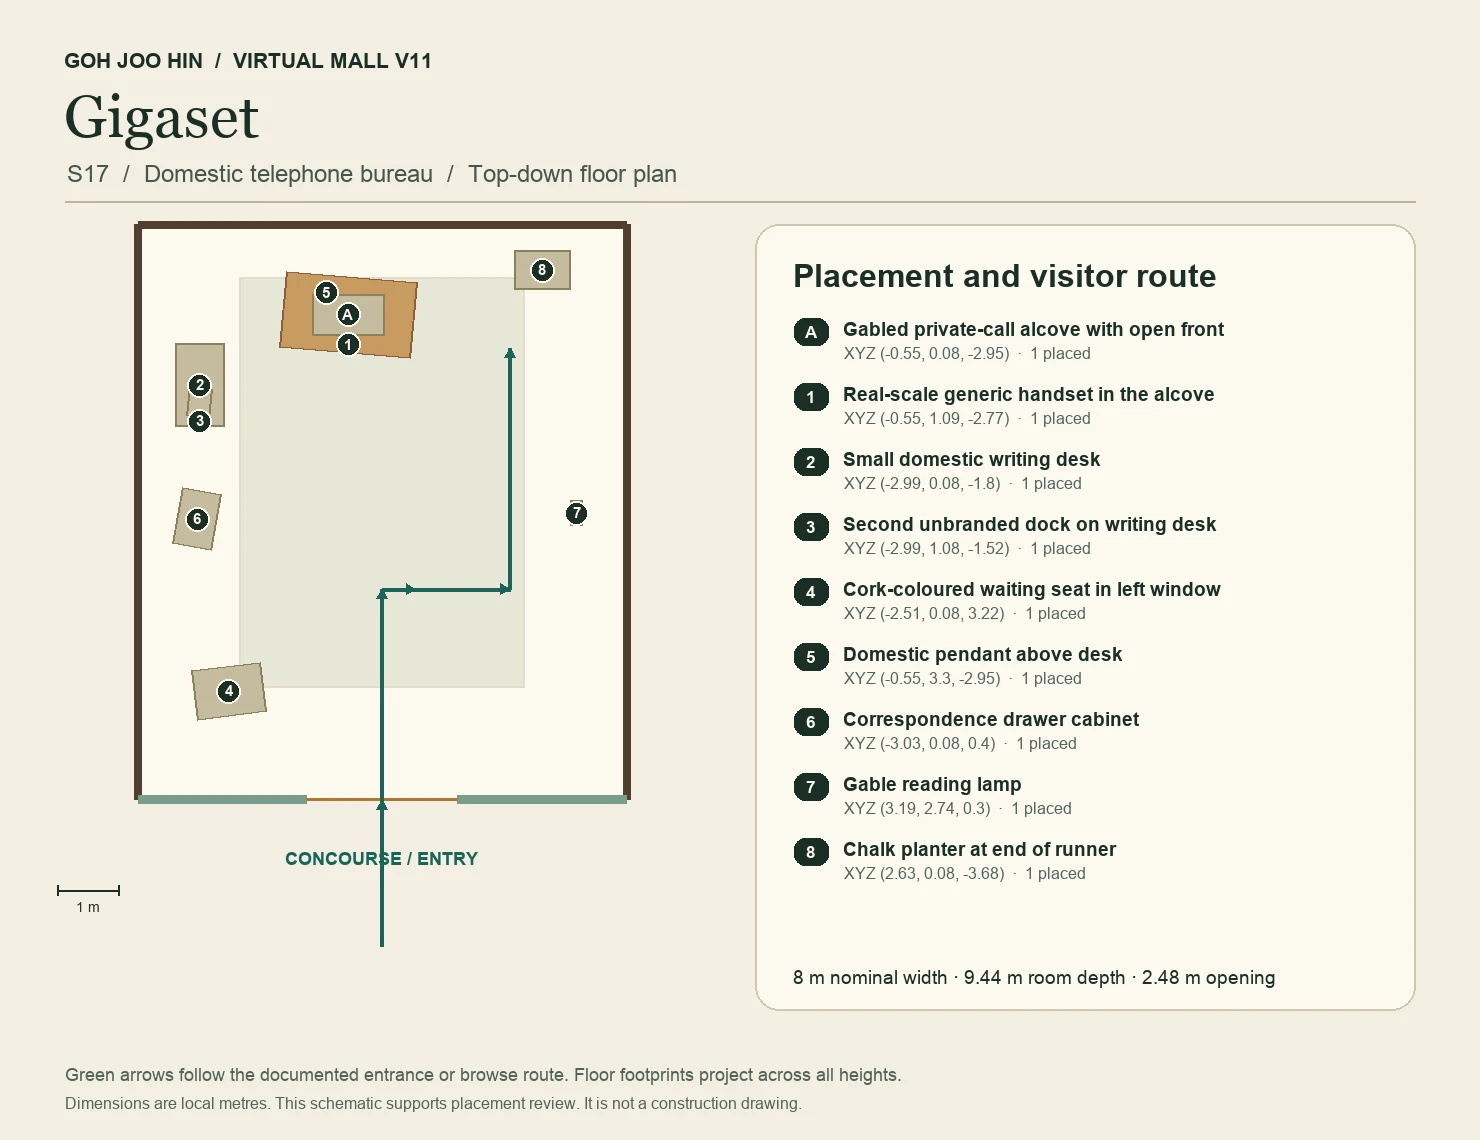 GOH JOO HIN / VIRTUAL MALL V11
Gigaset
S17 / Domestic telephone bureau / Top-down floor plan
8
5
A
1
2
3
6
7
4
CONCOURSE / ENTRY
1 m
Placement and visitor route
A Gabled private-call alcove with open front
XYZ (-0.55, 0.08, -2.95) · 1 placed
1 Real-scale generic handset in the alcove
XYZ (-0.55, 1.09, -2.77) · 1 placed
2 Small domestic writing desk
XYZ (-2.99, 0.08, -1.8) · 1 placed
3 Second unbranded dock on writing desk
XYZ (-2.99, 1.08, -1.52) · 1 placed
4 Cork-coloured waiting seat in left window
XYZ (-2.51, 0.08, 3.22) · 1 placed
5 Domestic pendant above desk
XYZ (-0.55, 3.3, -2.95) · 1 placed
6 Correspondence drawer cabinet
XYZ (-3.03, 0.08, 0.4) · 1 placed
7 Gable reading lamp
XYZ (3.19, 2.74, 0.3) · 1 placed
8 Chalk planter at end of runner
XYZ (2.63, 0.08, -3.68) · 1 placed
8 m nominal width · 9.44 m room depth · 2.48 m opening
Green arrows follow the documented entrance or browse route. Floor footprints project across all heights.
Dimensions are local metres. This schematic supports placement review. It is not a construction drawing.